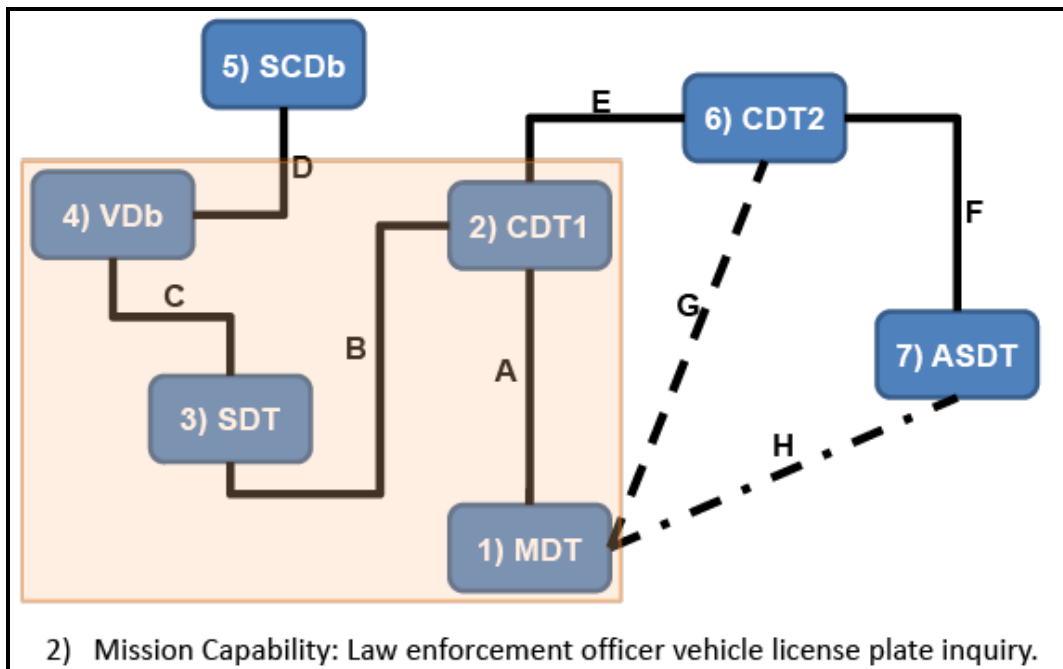 5) SCDb
E
6) CDT2
D
4) VDb
2) CDT1
F
C
G
B
A
7) ASDT
3) SDT
H
1) MDT
2) Mission Capability: Law enforcement officer vehicle license plate inquiry.